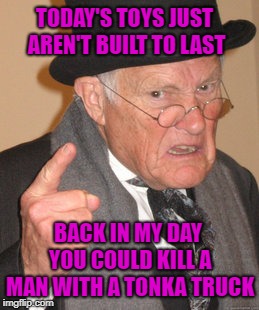 TODAY'S TOYS JUST
AREN'T BUILT TO LAST
BACK IN MY DAY
YOU COULD KILL A
MAN WITH A TONKA TRUCK
imgflip.com